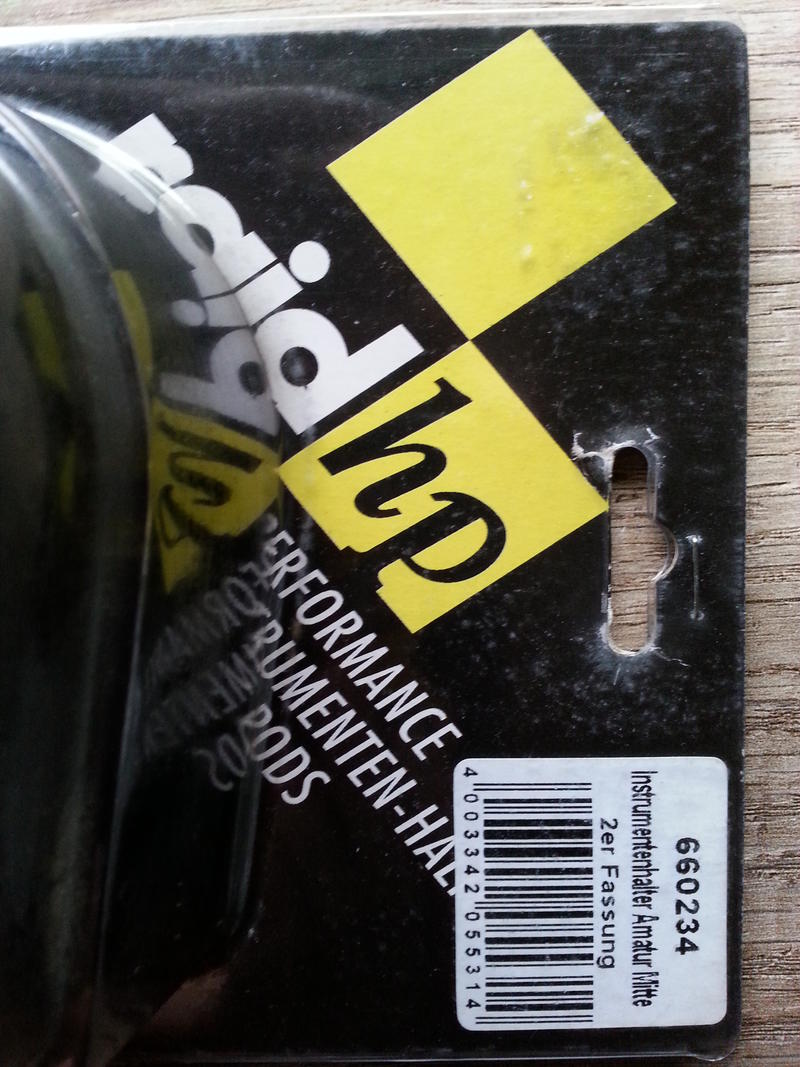 raid
hp
PERFORMANCE
INSTRUMENTEN-HAL
PODS
660234
Instrumentenhalter Amatur Mitte
2er Fassung
4 003342 055314